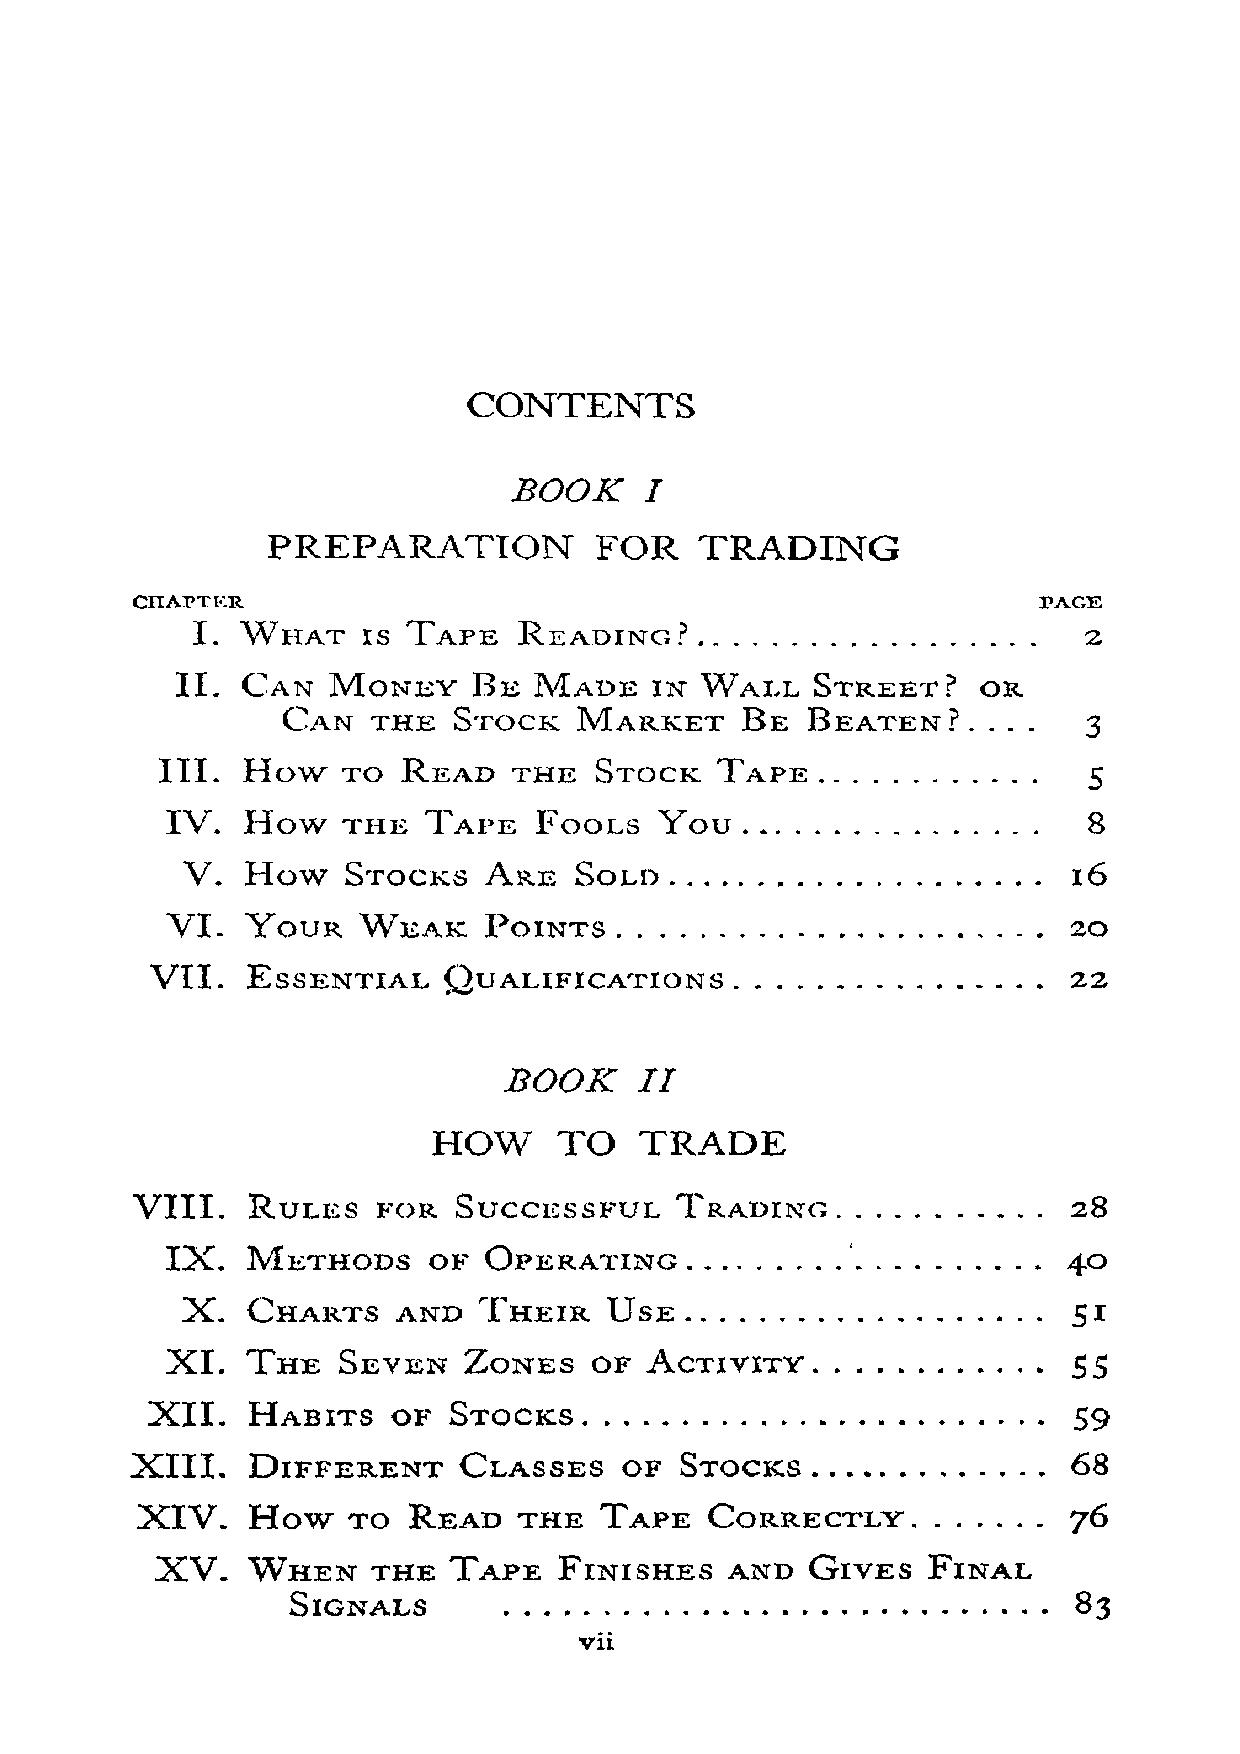 CONTENTS
BOOK I
PREPARATION FOR TRADING
CHAPTER PAGE
I. What is Tape Reading?.................. 2
II. Can Money Be Made in Wall Street? or
Can the Stock Market Be Beaten?.... 3
III. How to Read the Stock Tape............ 5
IV. How the Tape Fools You................ 8
V. How Stocks Are Sold.................... 16
VI. Your Weak Points...................... 20
VII. Essential Qualifications................ 22
BOOK II
HOW TO TRADE
VIII. Rules for Successful Trading........... 28
IX. Methods of Operating................... 40
X. Charts and Their Use................... 51
XI. The Seven Zones of Activity............ 55
XII. Habits of Stocks........................ 59
XIII. Different Classes of Stocks............. 68
XIV. How to Read the Tape Correctly....... 76
XV. When the Tape Finishes and Gives Final
Signals ............................ 83
vii